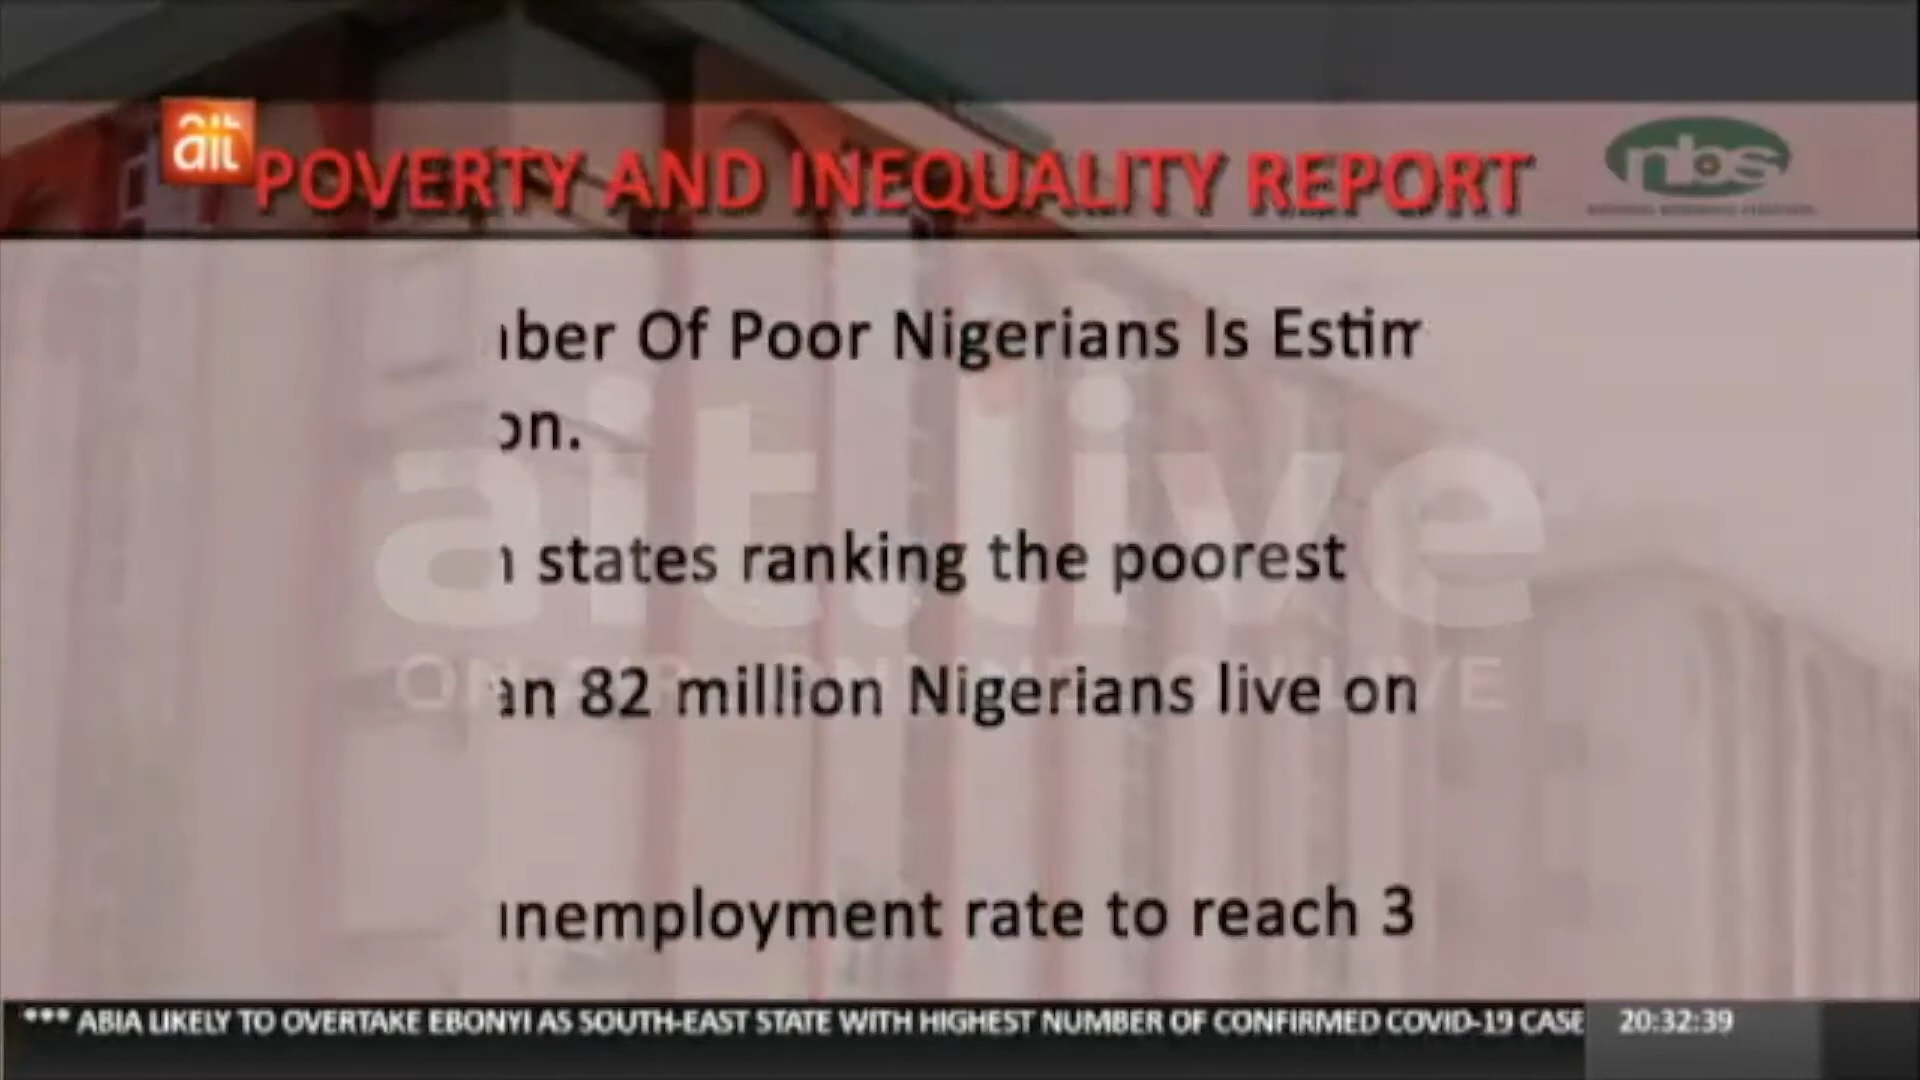 ait
POVERTY AND INEQUALITY REPORT
nbs
ber Of Poor Nigerians Is Estim
on.
states ranking the poorest
ait.live
an 82 million Nigerians live on
unemployment rate to reach 3
*** ABIA LIKELY TO OVERTAKE EBONYI AS SOUTH-EAST STATE WITH HIGHEST NUMBER OF CONFIRMED COVID-19 CASE
20:32:39